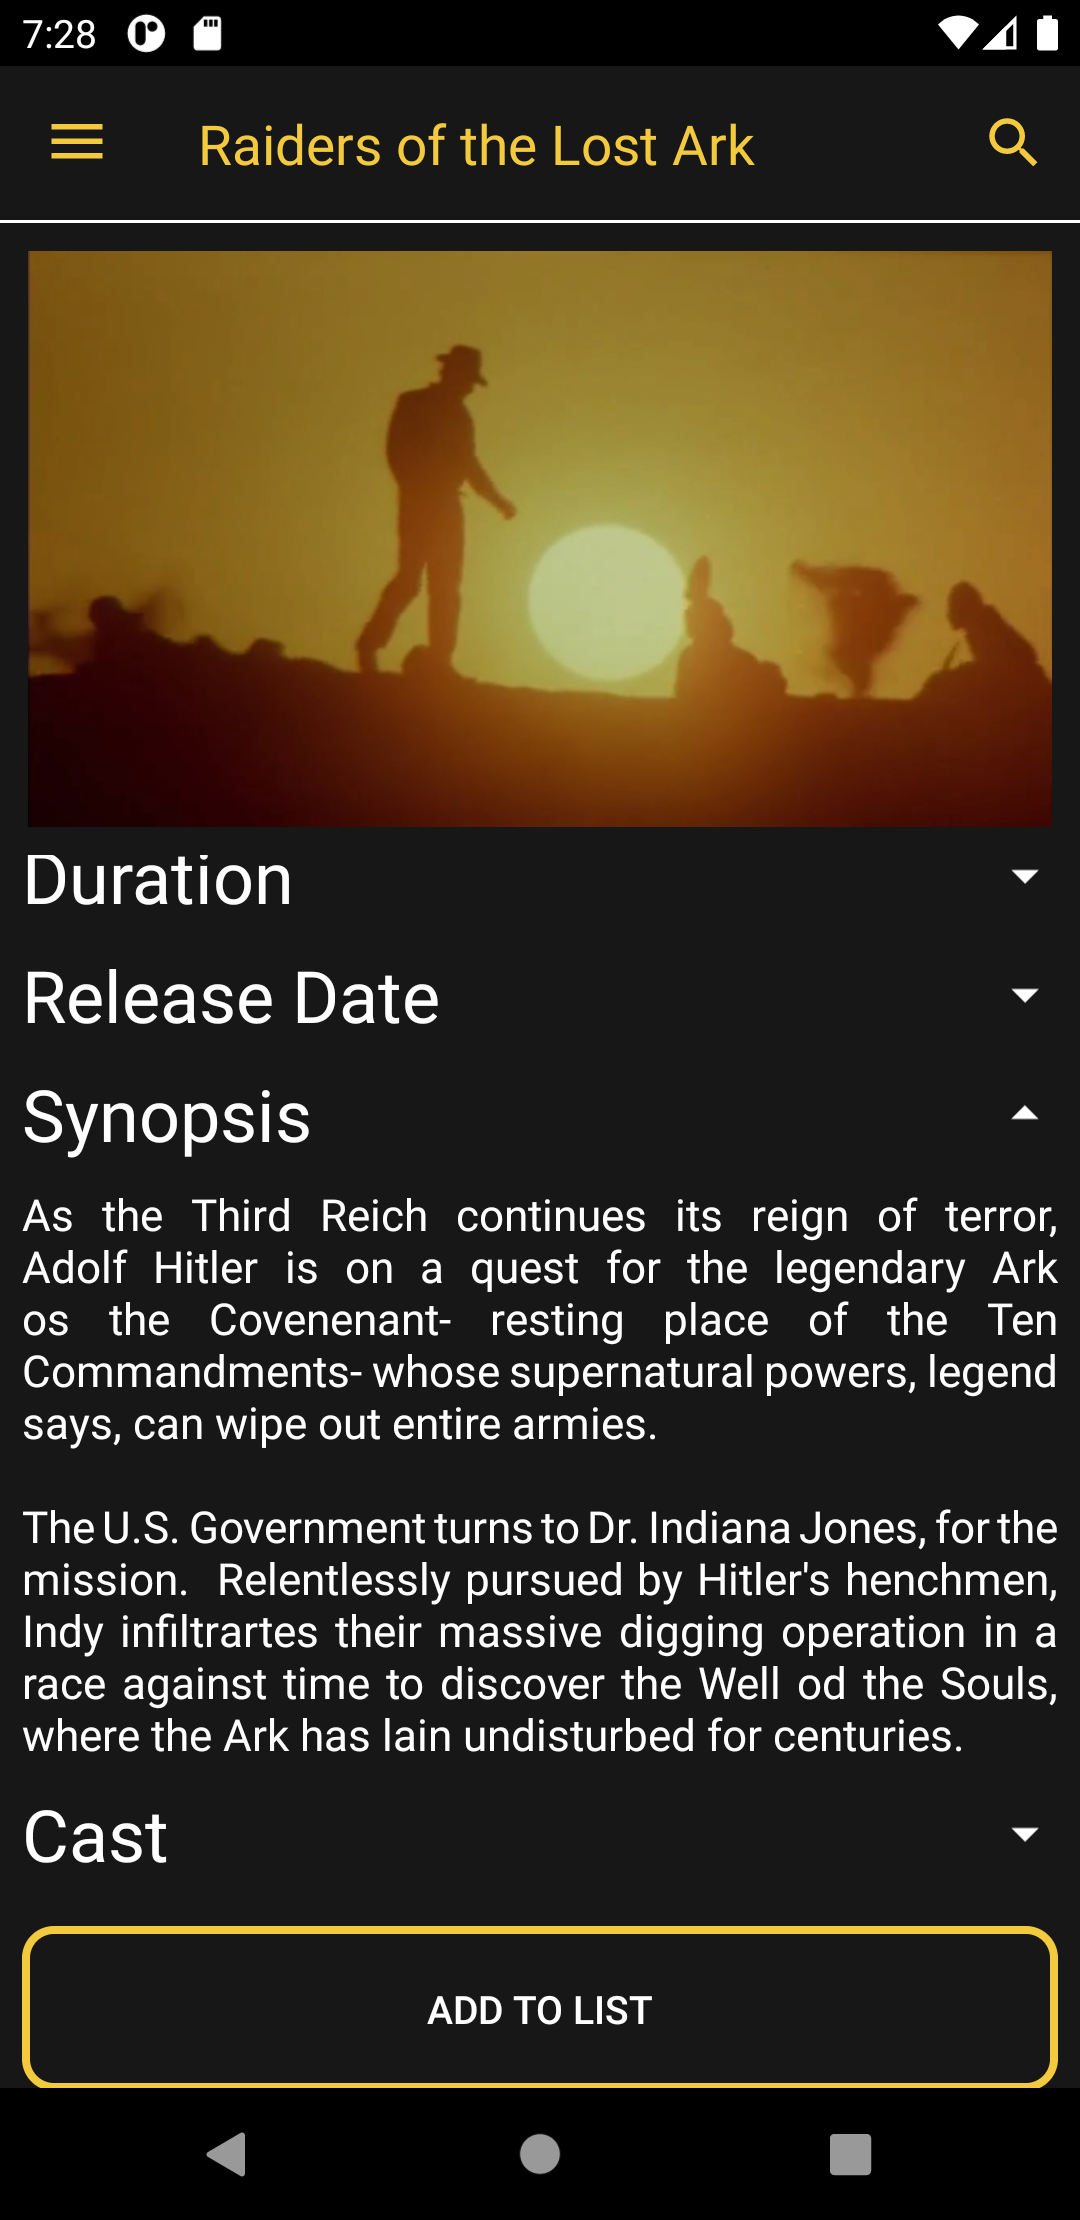 7:28
Raiders of the Lost Ark
Duration
Release Date
Synopsis
As the Third Reich continues its reign of terror,
Adolf Hitler is on a quest for the legendary Ark
os the Covenenant- resting place of the Ten
Commandments- whose supernatural powers, legend
says, can wipe out entire armies.
The U.S. Government turns to Dr. Indiana Jones, for the
mission.  Relentlessly pursued by Hitler's henchmen,
Indy infiltrartes their massive digging operation in a
race against time to discover the Well od the Souls,
where the Ark has lain undisturbed for centuries.
Cast
ADD TO LIST